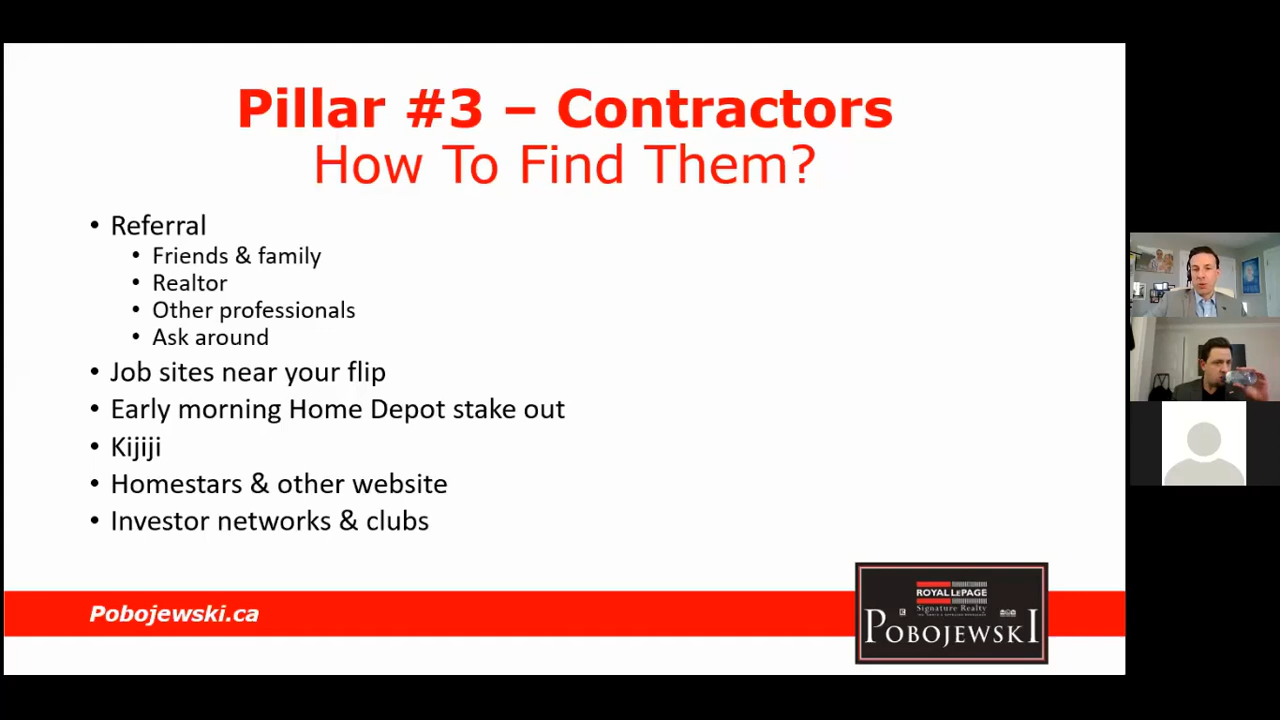 Pillar #3 – Contractors
How To Find Them?
• Referral
• Friends & family
• Realtor
• Other professionals
• Ask around
• Job sites near your flip
• Early morning Home Depot stake out
• Kijiji
• Homestars & other website
• Investor networks & clubs
Pobojewski.ca
ROYAL LEPAGE
Signature Realty
POBOJEWSKI